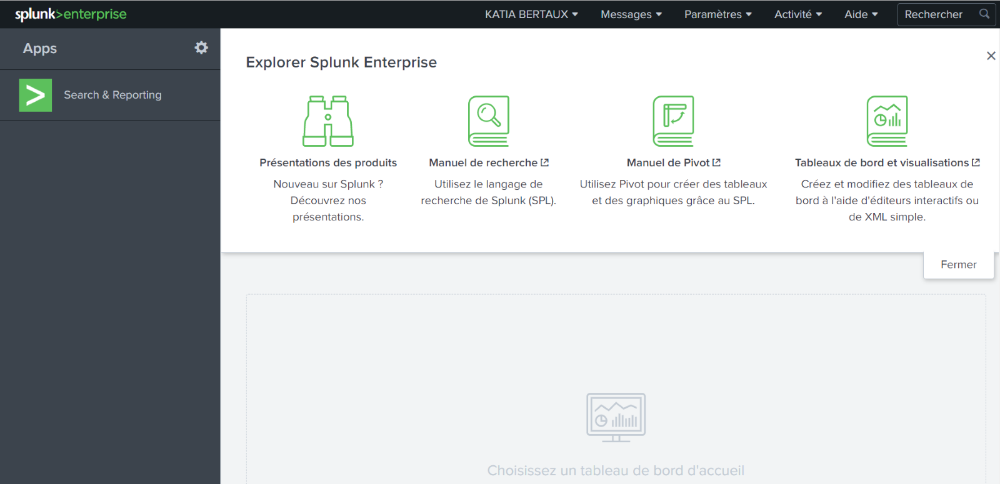 splunk>enterprise
KATIA BERTAUX
Messages
Paramètres
Activité
Aide
Rechercher
Apps
Search & Reporting
Explorer Splunk Enterprise
Présentations des produits
Nouveau sur Splunk ?
Découvrez nos
présentations.
Manuel de recherche
Utilisez le langage de
recherche de Splunk (SPL).
Manuel de Pivot
Utilisez Pivot pour créer des tableaux
et des graphiques grâce au SPL.
Tableaux de bord et visualisations
Créez et modifiez des tableaux de
bord à l'aide d'éditeurs interactifs ou
de XML simple.
Fermer
Choisissez un tableau de bord d'accueil